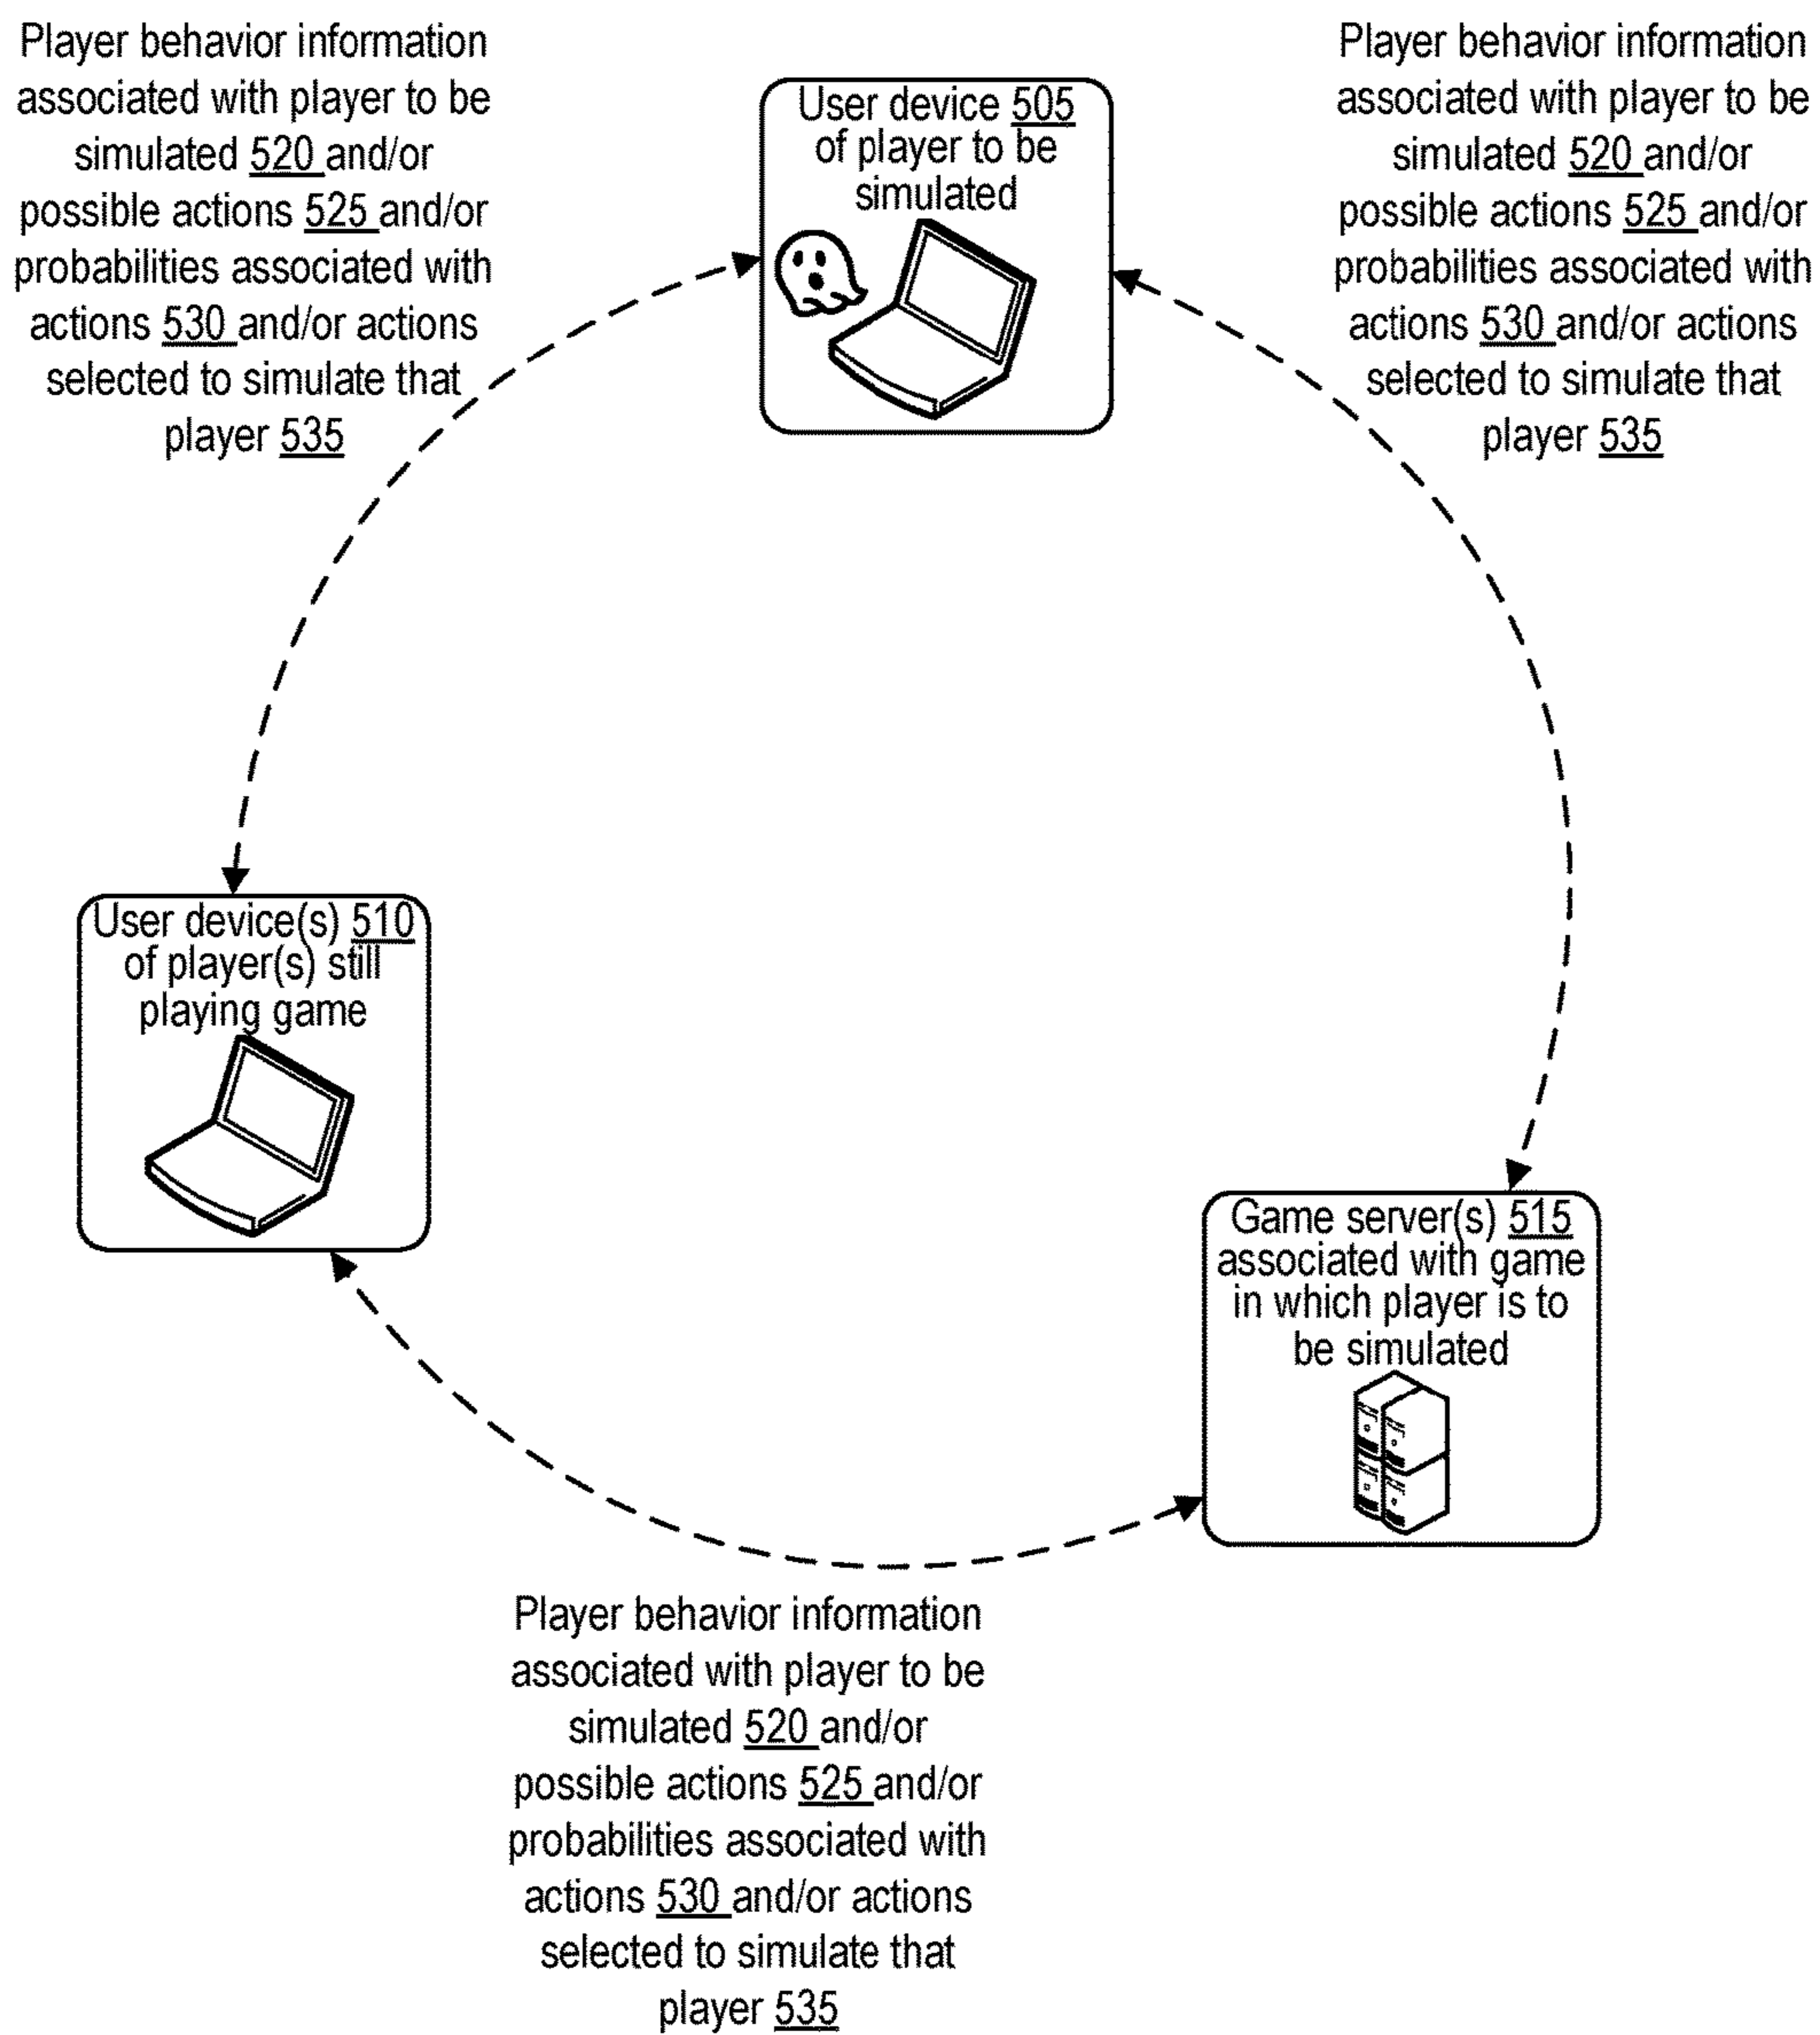 Player behavior information
associated with player to be
simulated 520 and/or
possible actions 525 and/or
probabilities associated with
actions 530 and/or actions
selected to simulate that
player 535
User device 505
of player to be
simulated
Player behavior information
associated with player to be
simulated 520 and/or
possible actions 525 and/or
probabilities associated with
actions 530 and/or actions
selected to simulate that
player 535
User device(s) 510
of player(s) still
playing game
Game server(s) 515
associated with game
in which player is to
be simulated
Player behavior information
associated with player to be
simulated 520 and/or
possible actions 525 and/or
probabilities associated with
actions 530 and/or actions
selected to simulate that
player 535